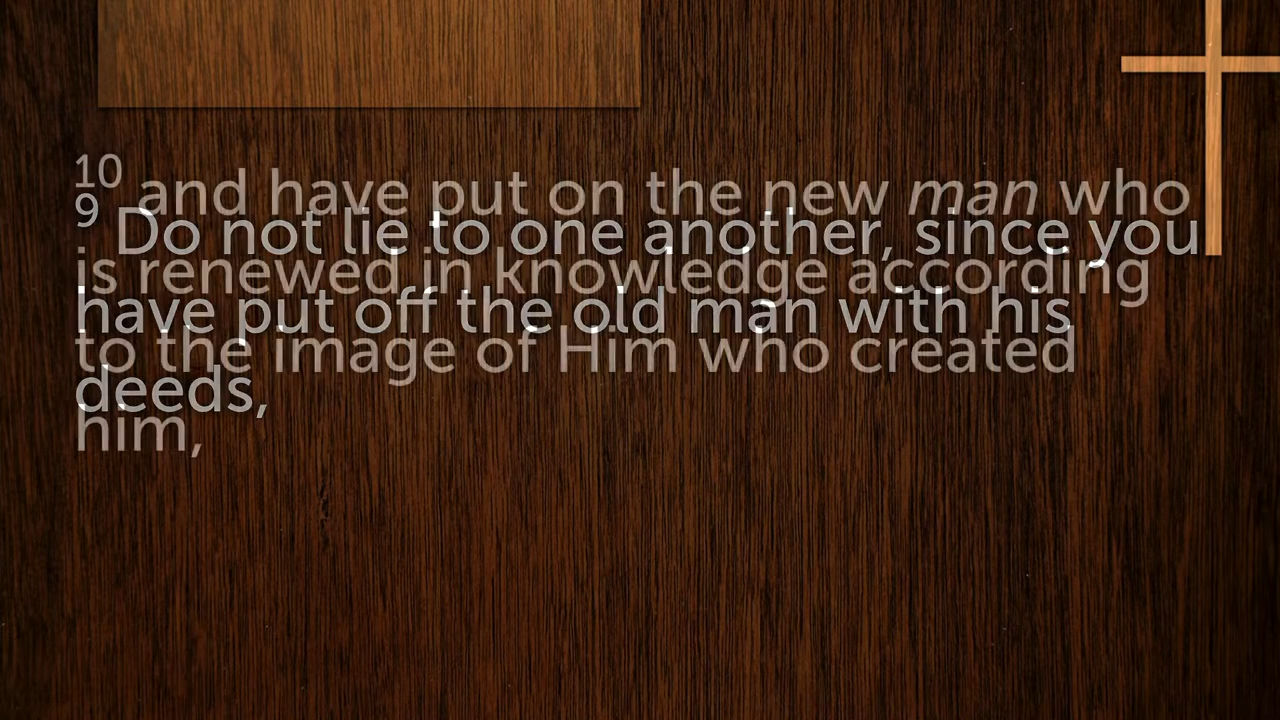 10 and have put on the new man who
9 Do not lie to one another, since you
is renewed in knowledge according
have put off the old man with his
to the image of Him who created
deeds,
him,